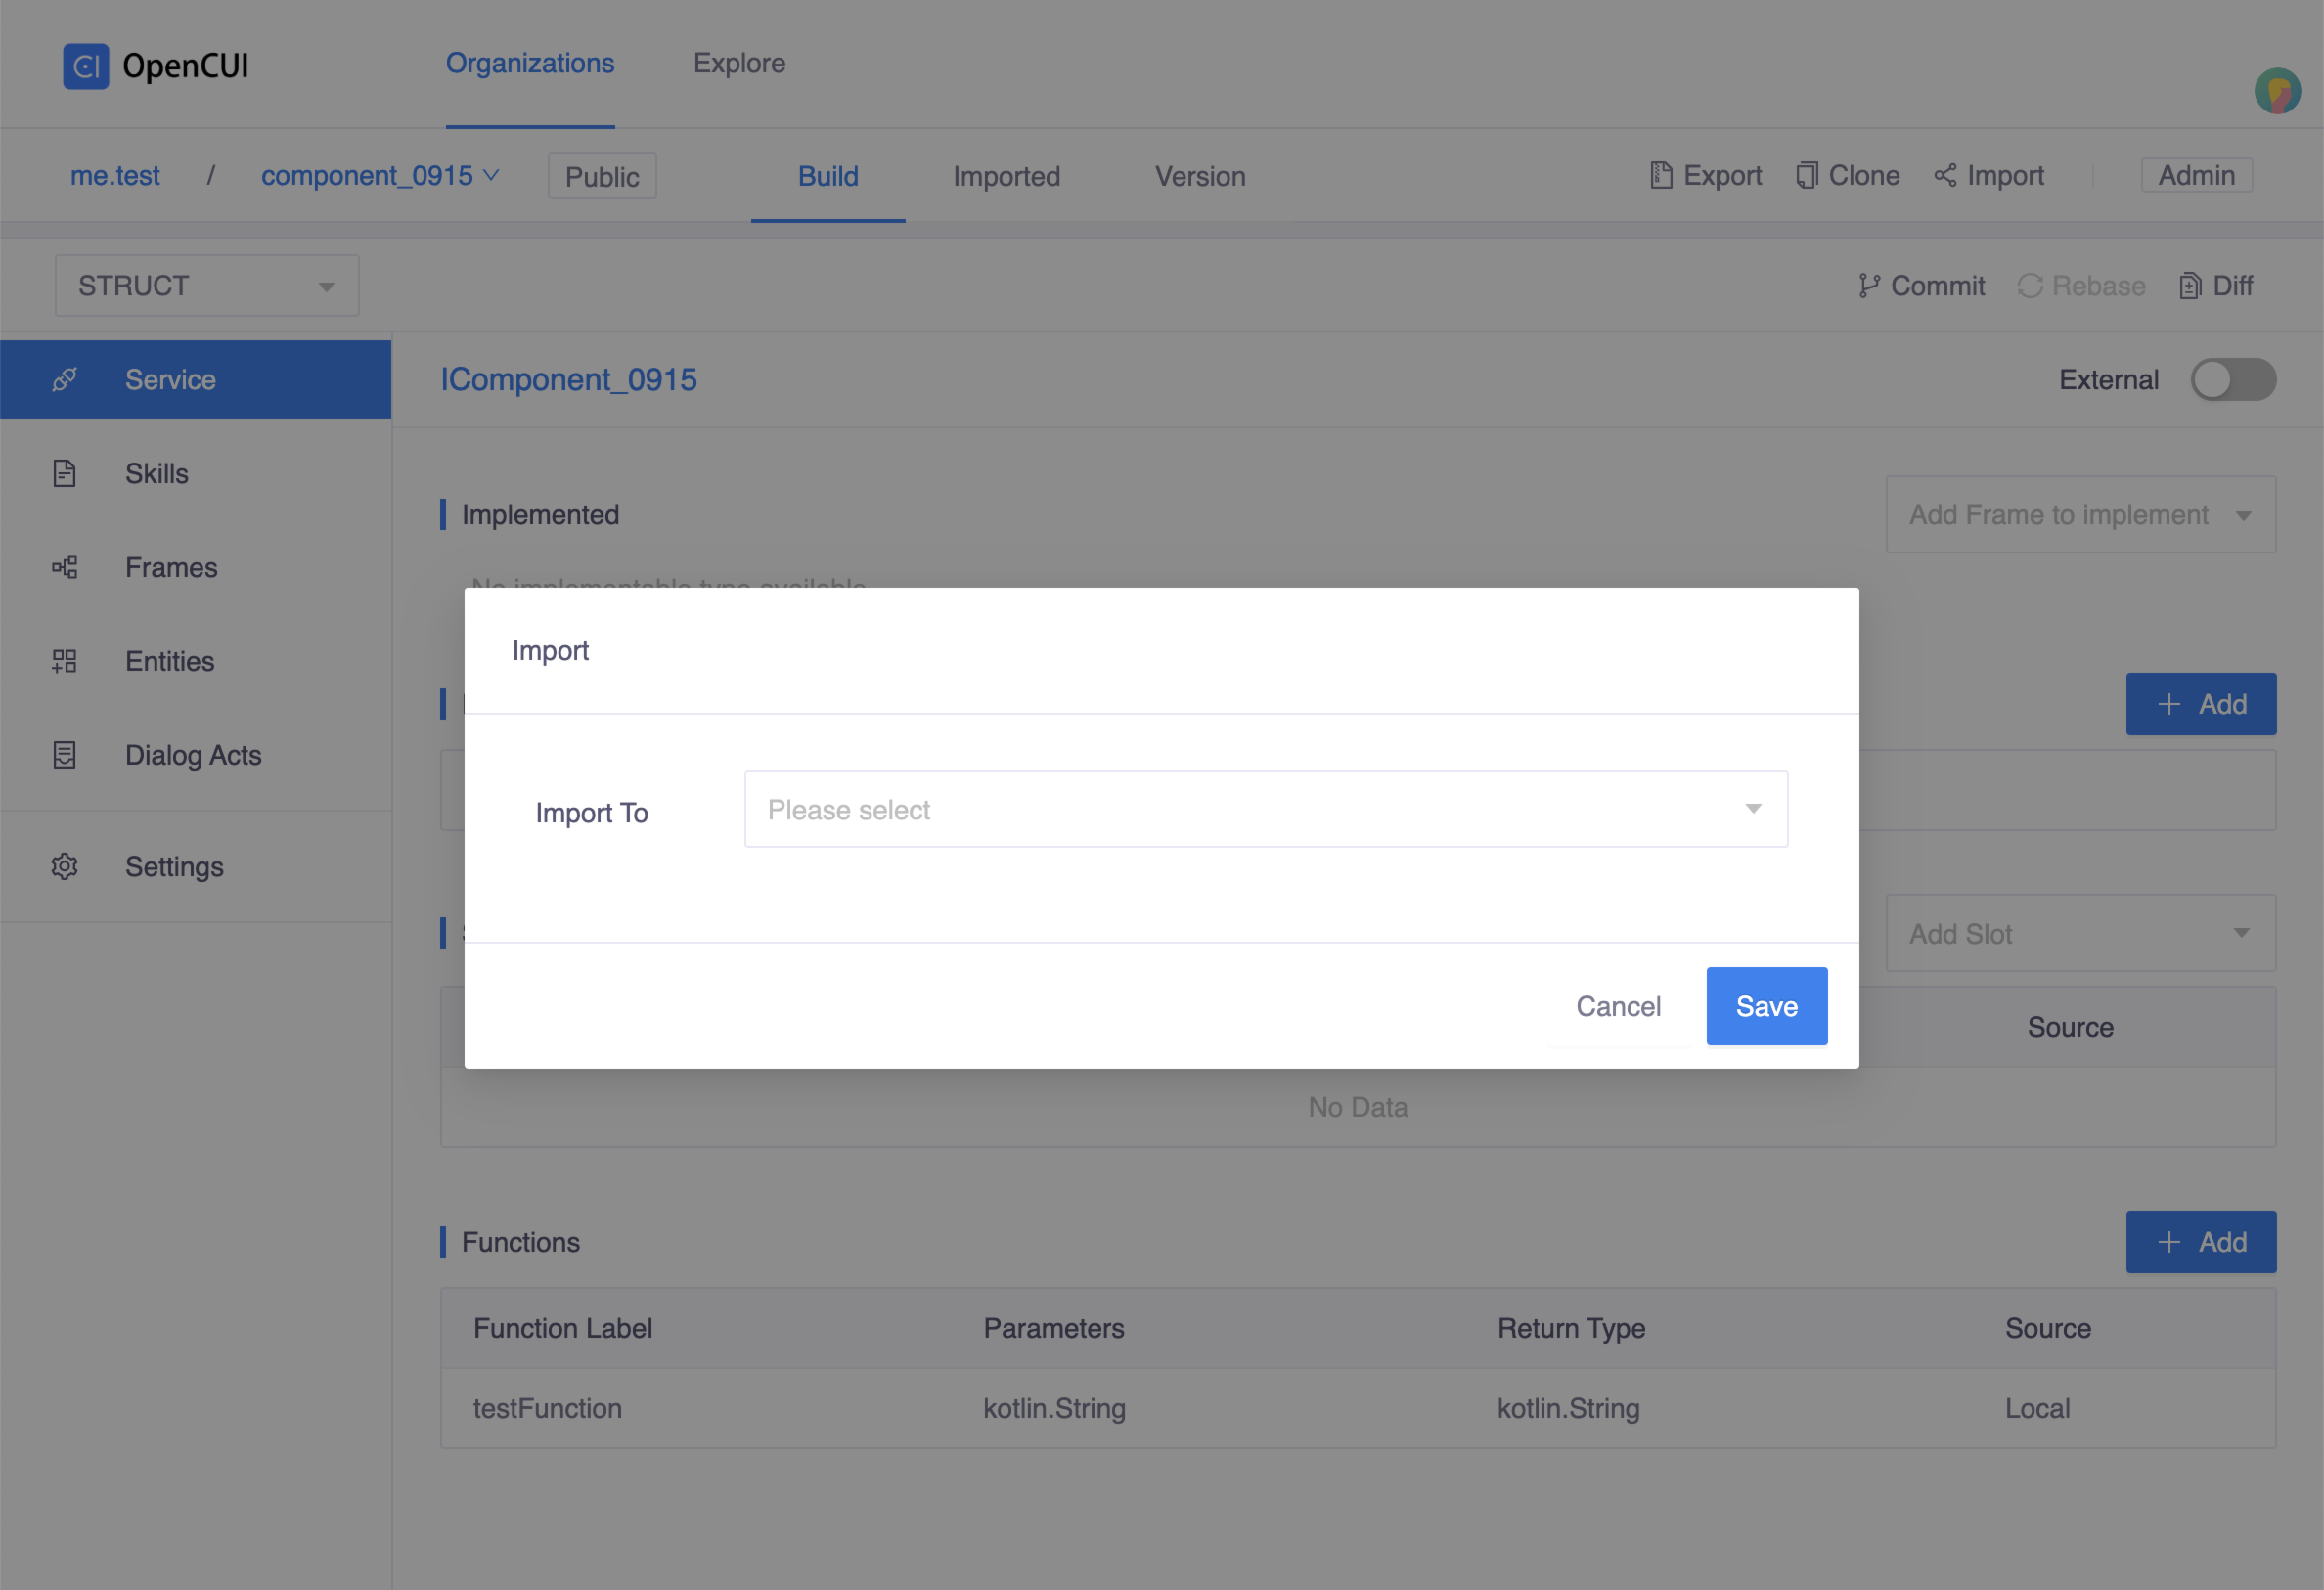 OpenCUI
Organizations
Explore
me.test / component_0915
Public
Build
Imported
Version
Export
Clone
Import
Admin
STRUCT
Commit
Rebase
Diff
Service
Skills
Frames
Entities
Dialog Acts
Settings
IComponent_0915
External
Implemented
Add Frame to implement
No implementable type available
Add
Import
Import To
Please select
Cancel
Save
Add Slot
Source
No Data
Functions
Add
Function Label Parameters Return Type Source
testFunction kotlin.String kotlin.String Local